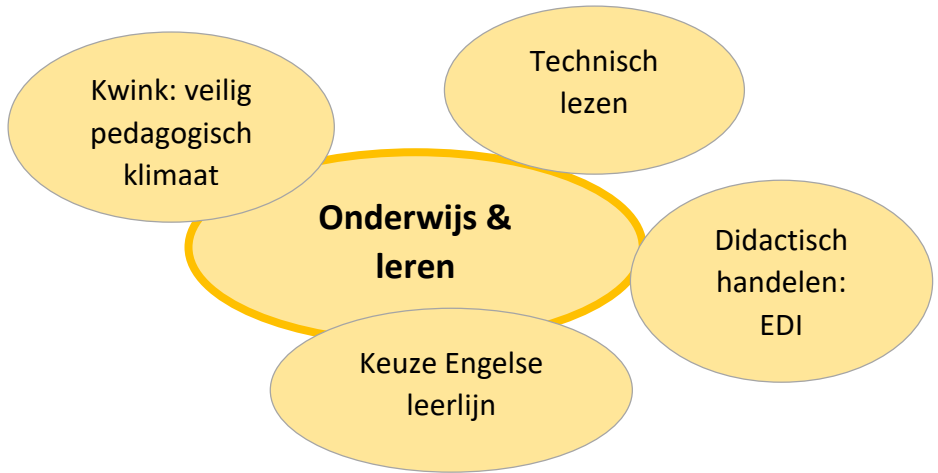 Kwink: veilig
pedagogisch
klimaat
Technisch
lezen
Onderwijs &
leren
Didactisch
handelen:
EDI
Keuze Engelse
leerlijn